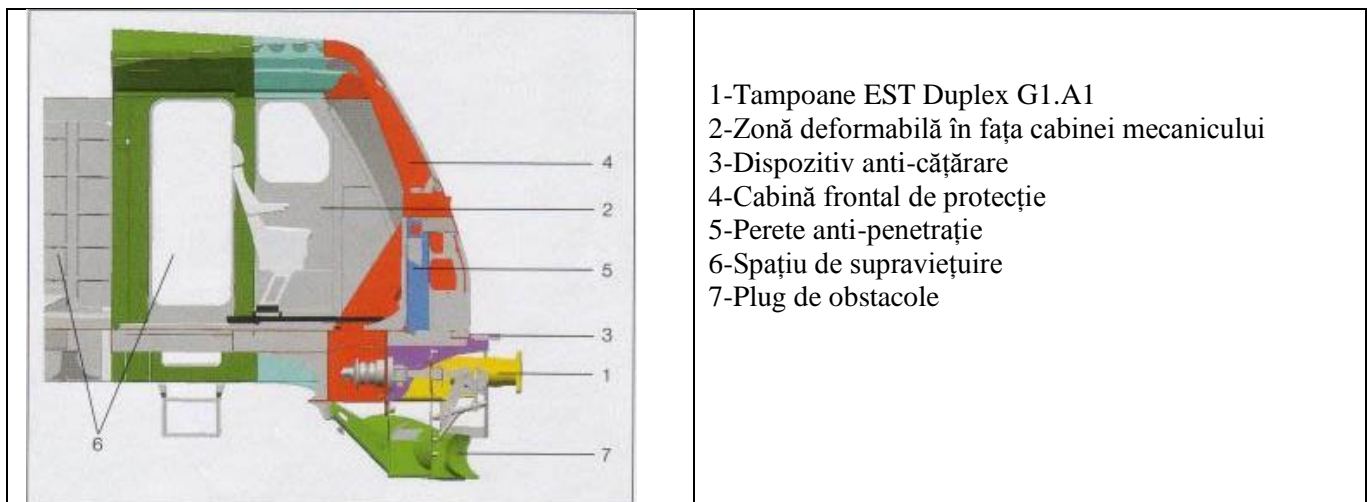 4
2
5
3
1
6
7
1-Tampoane EST Duplex G1.A1
2-Zonă deformabilă în fața cabinei mecanicului
3-Dispozitiv anti-cățărare
4-Cabină frontal de protecție
5-Perete anti-penetrație
6-Spațiu de supraviețuire
7-Plug de obstacole